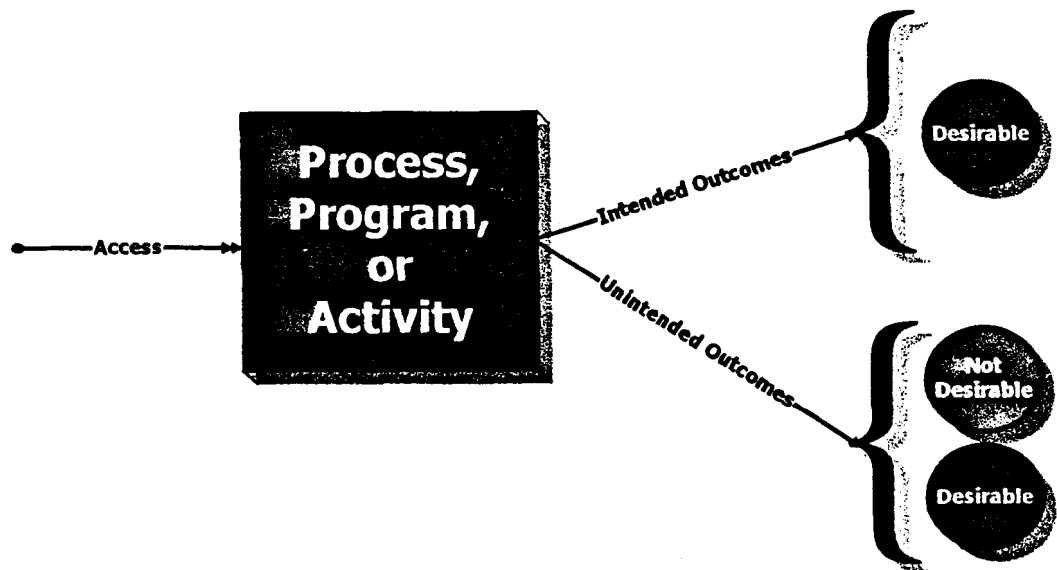 Access
Process,
Program,
or
Activity
Intended Outcomes
Desirable
Unintended Outcomes
Not
Desirable
Desirable